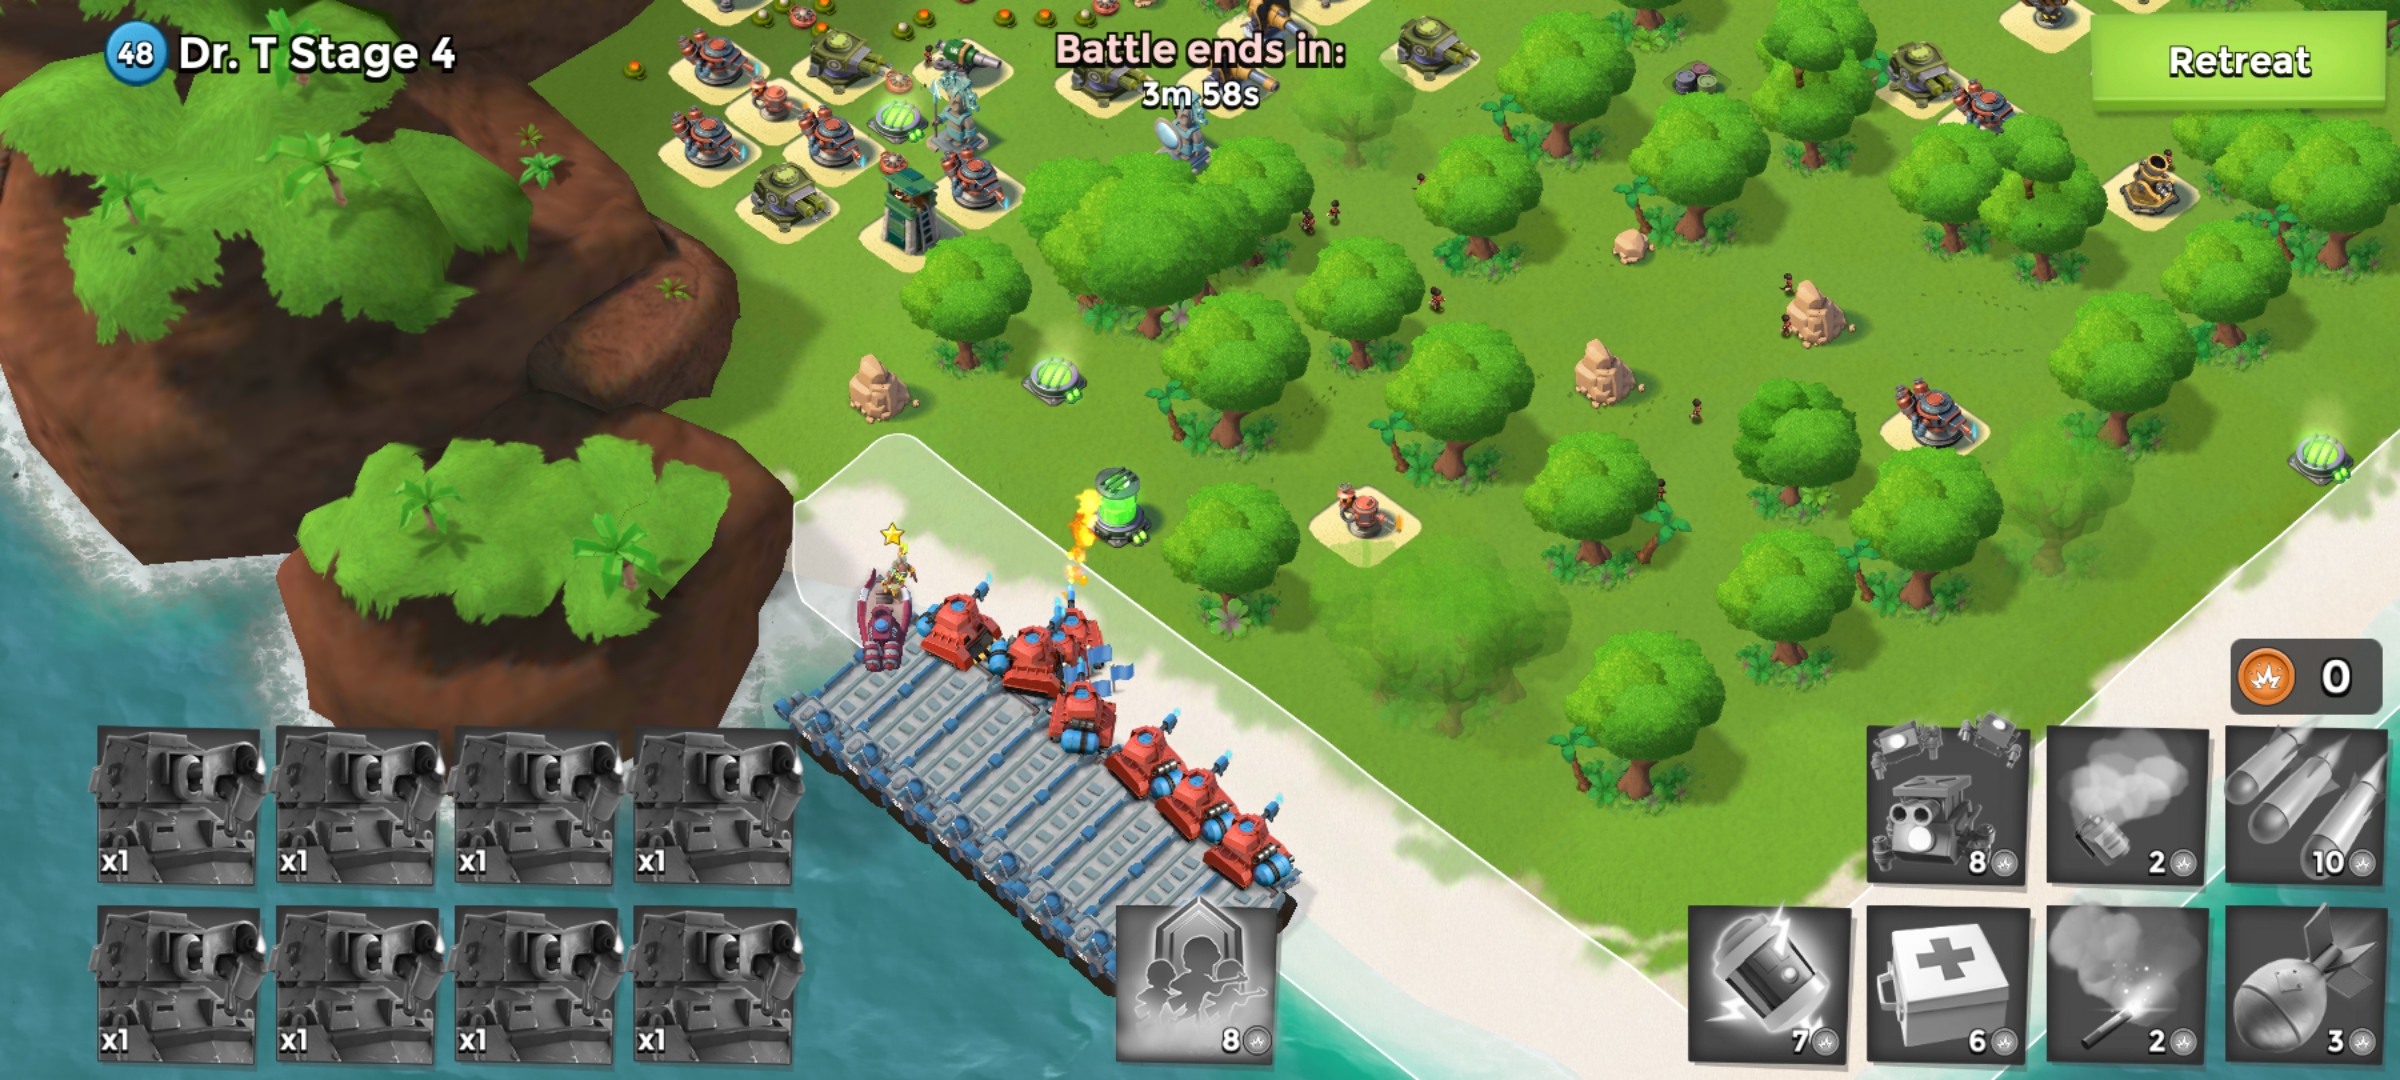 48 Dr. T Stage 4
Battle ends in:
3m 58s
Retreat
0
x1 x1 x1 x1
8 2 10
x1 x1 x1 x1
8 7 6 2 3